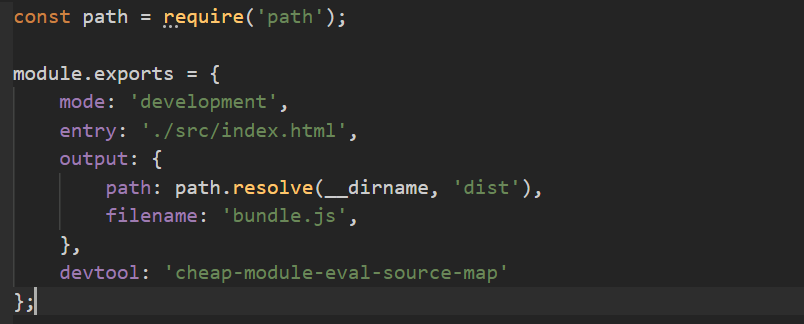 const path = require('path');
module.exports = {
mode: 'development',
entry: './src/index.html',
output: {
path: path.resolve(__dirname, 'dist'),
filename: 'bundle.js',
},
devtool: 'cheap-module-eval-source-map'
};